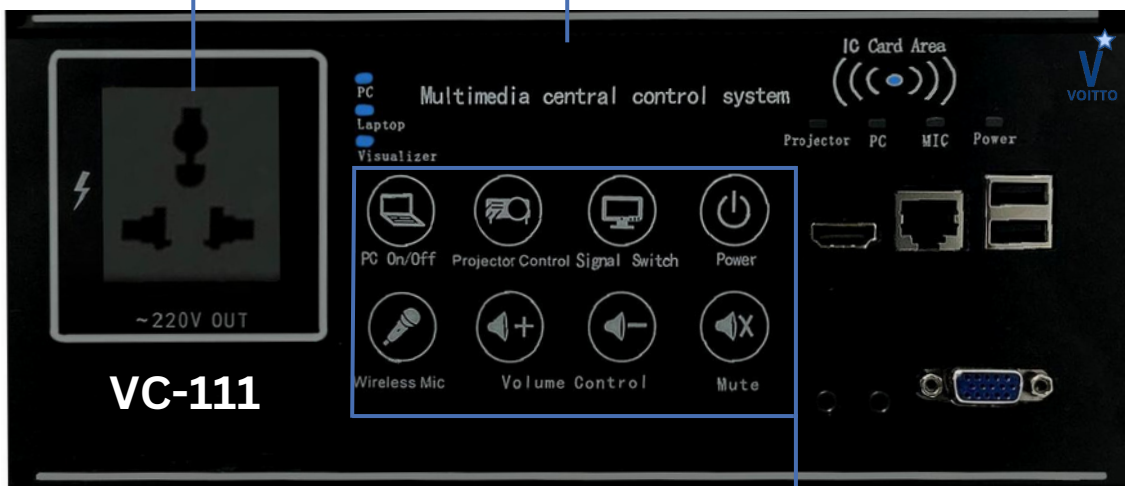 IC Card Area
V
VOITTO
PC
Multimedia central control system
Laptop
Visualizer
Projector PC MIC Power
PC On/Off Projector Control Signal Switch Power
~220V OUT
Wireless Mic Volume Control Mute
VC-111